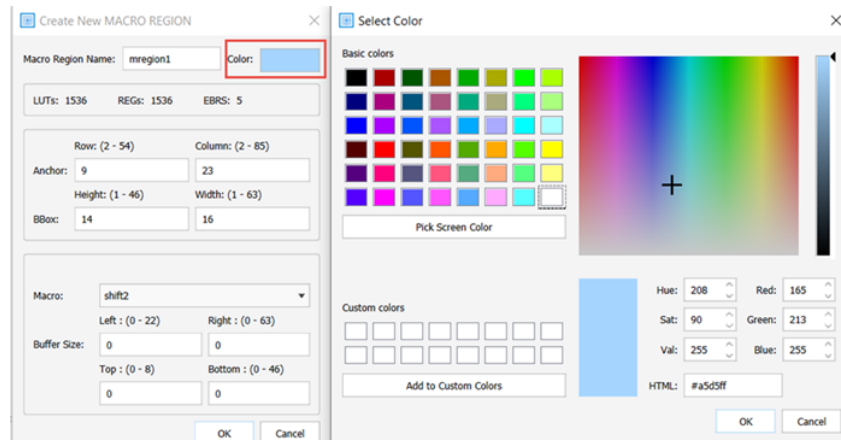 Create New MACRO REGION
Macro Region Name: mregion1 Color:
LUTs: 1536 REGs: 1536 EBRS: 5
Row: (2 - 54) Column: (2 - 85)
Anchor: 9 23
Height: (1 - 46) Width: (1 - 63)
BBox: 14 16
Macro: shift2
Left : (0 - 22) Right : (0 - 63)
Buffer Size: 0 0
Top : (0 - 8) Bottom : (0 - 46)
0 0
OK Cancel
Select Color
Basic colors
Pick Screen Color
Custom colors
Add to Custom Colors
Hue: 208 Red: 165
Sat: 90 Green: 213
Val: 255 Blue: 255
HTML: #a5d5ff
OK Cancel